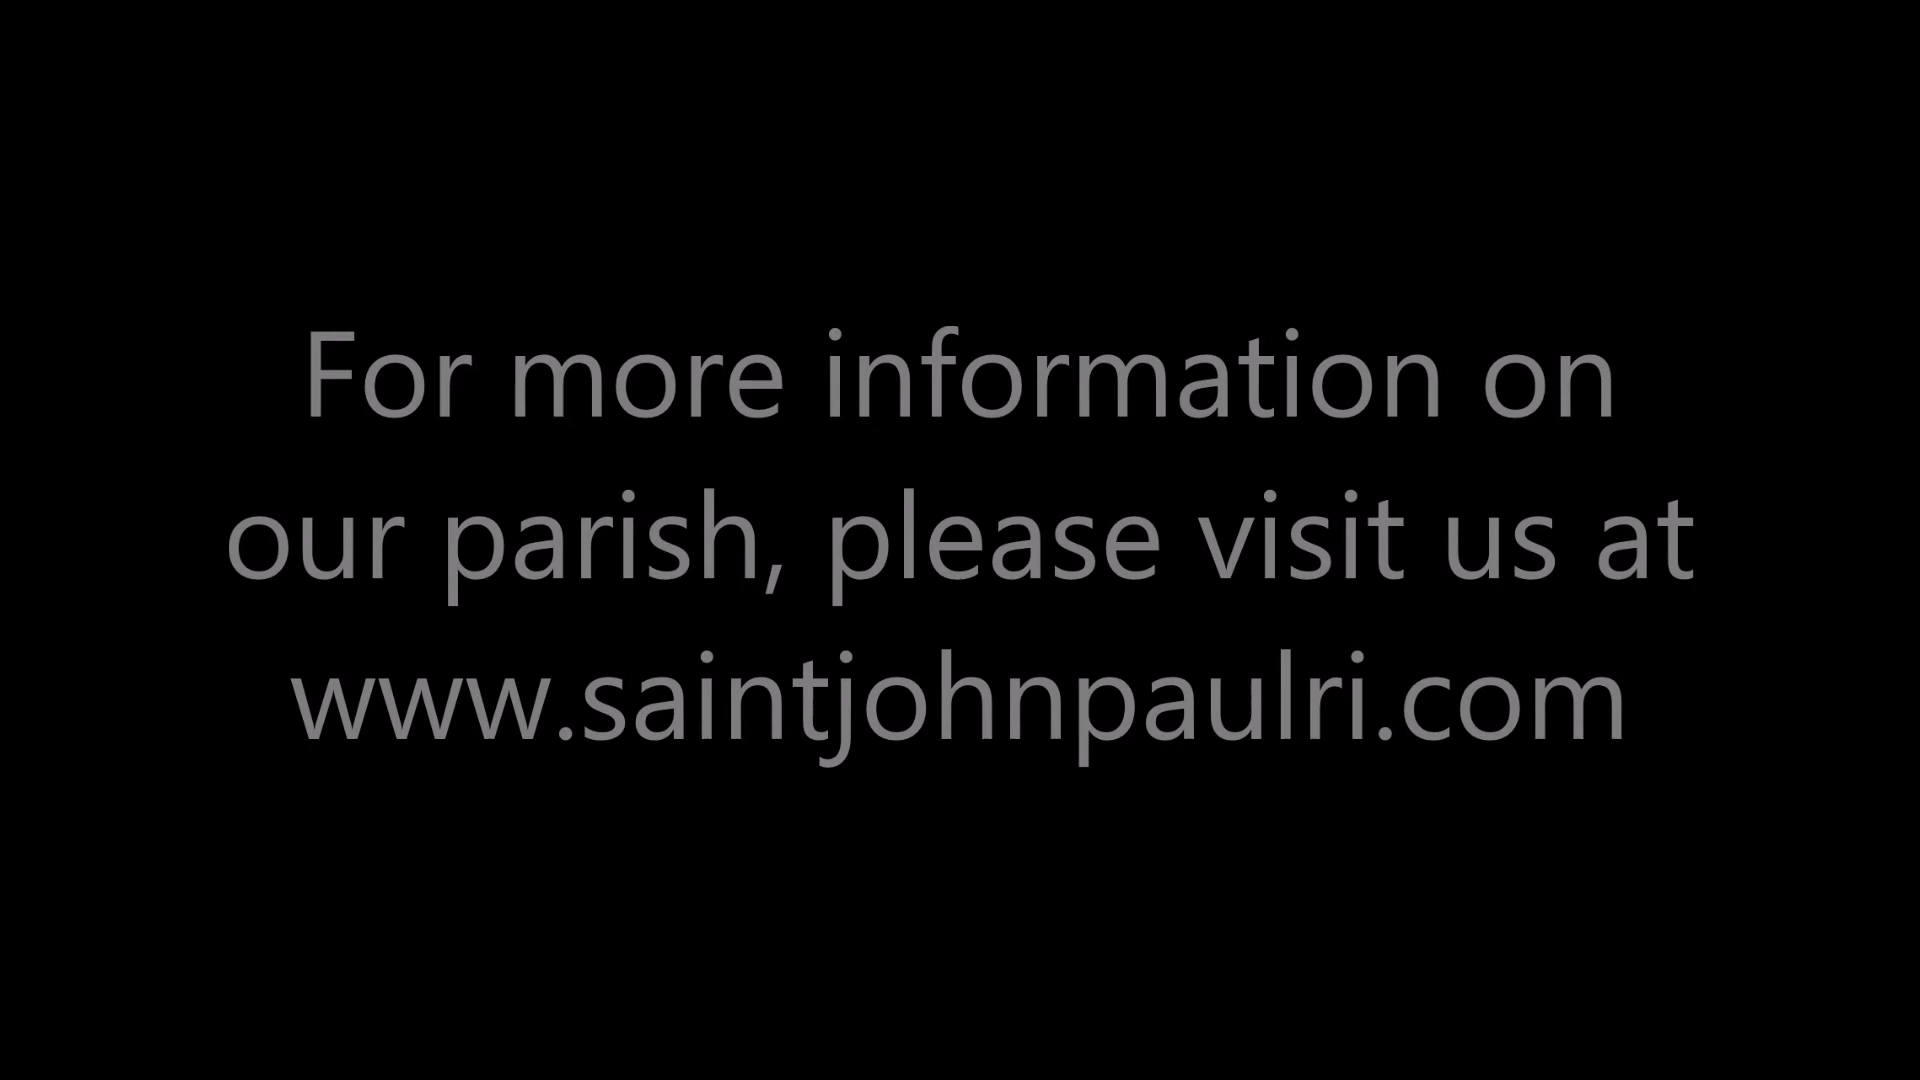 For more information on
our parish, please visit us at
www.saintjohnpaulri.com